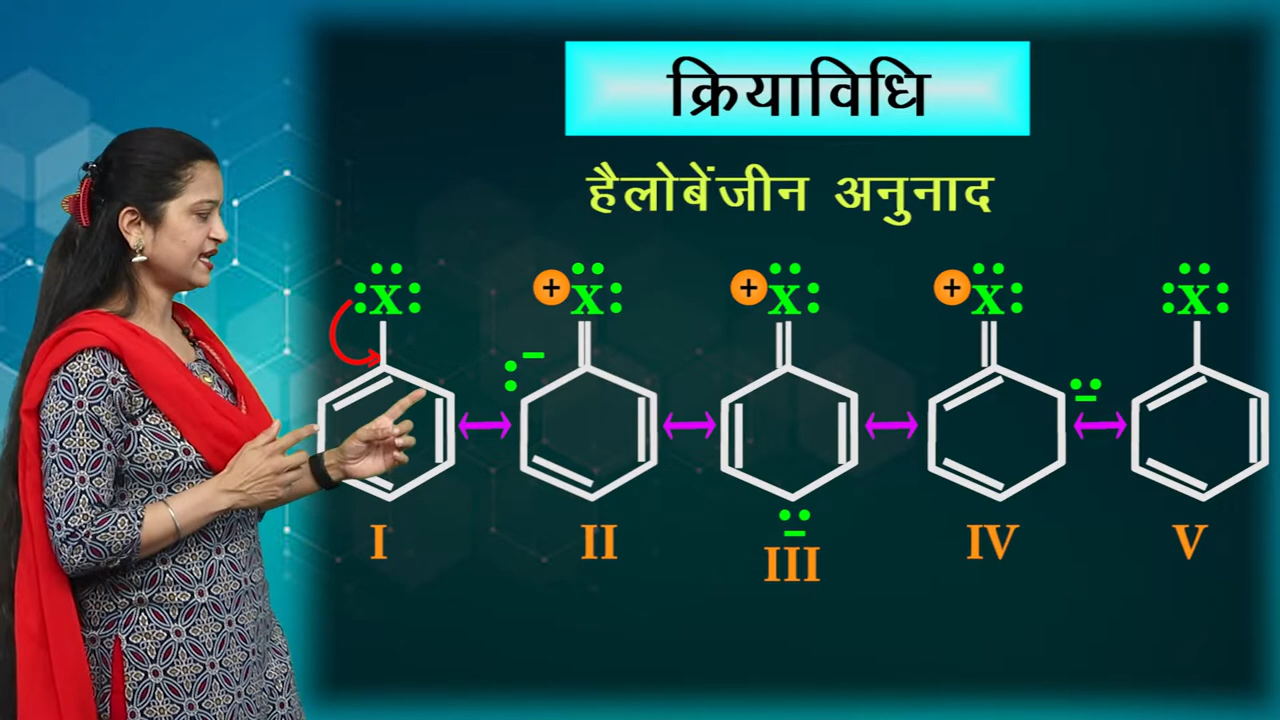 क्रियाविधि
हैलोबेंजीन अनुनाद
X + X + X + X X
I II III IV V